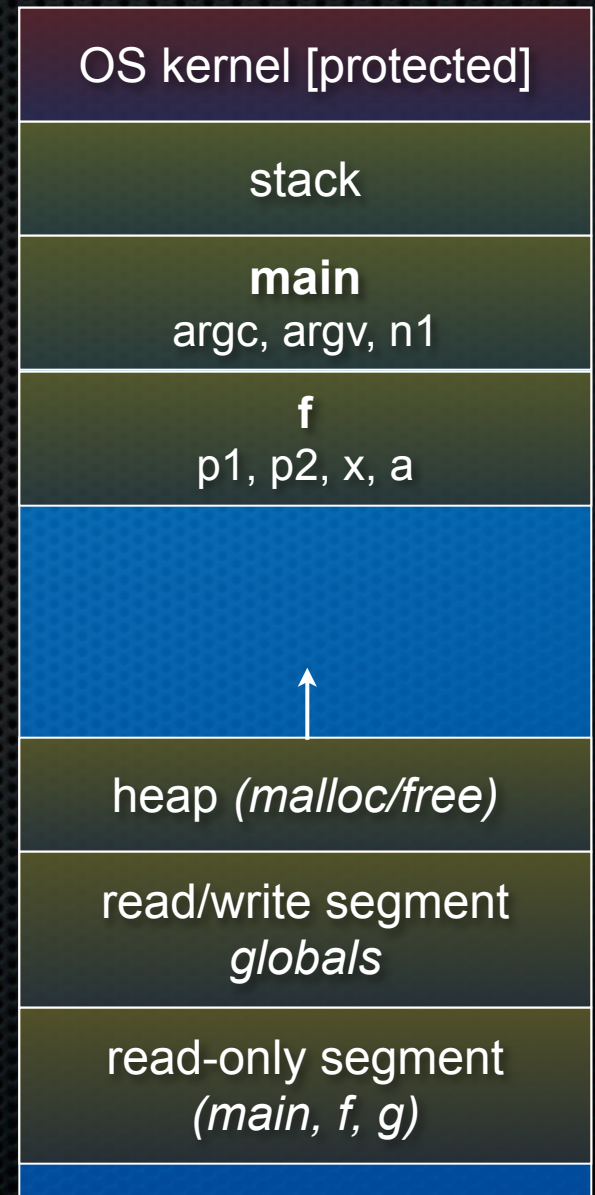 OS kernel [protected]
stack
main
argc, argv, n1
f
p1, p2, x, a
heap (malloc/free)
read/write segment
globals
read-only segment
(main, f, g)